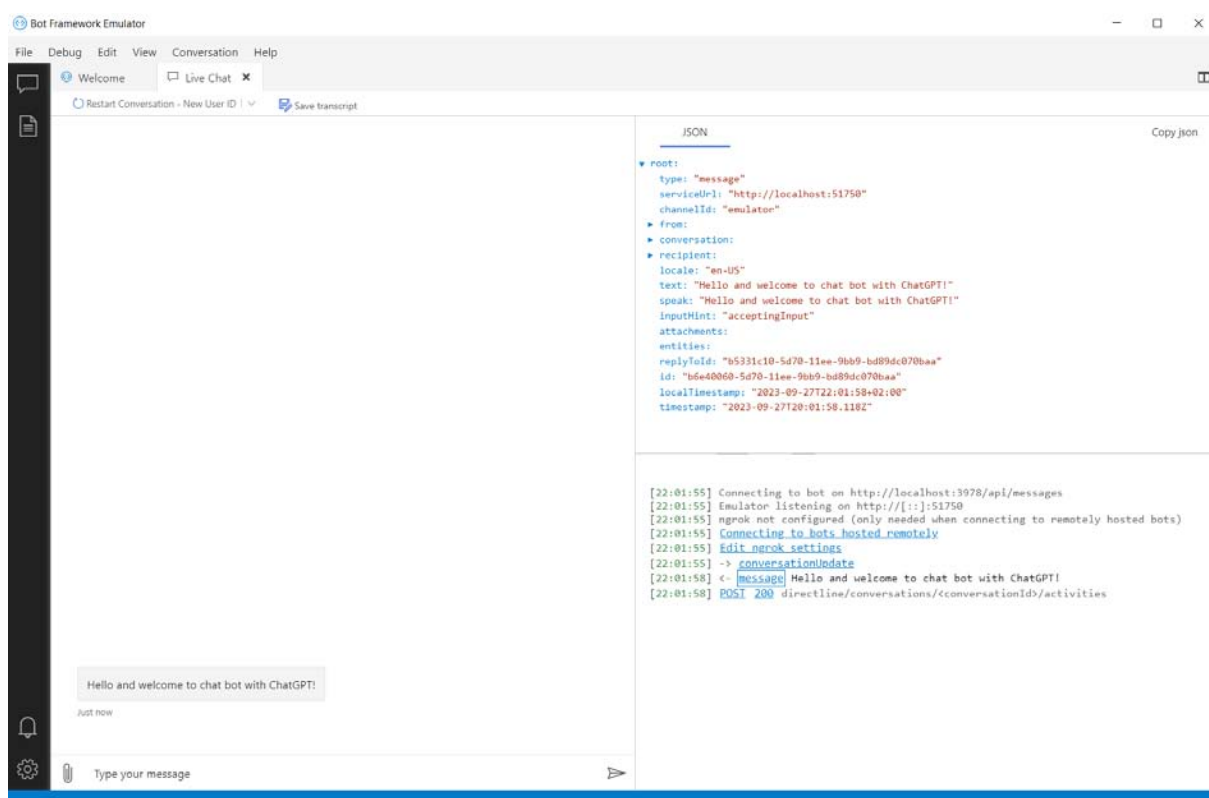 Bot Framework Emulator
File Debug Edit View Conversation Help
Welcome Live Chat
Restart Conversation - New User ID Save transcript
JSON Copy json
root:
type: "message"
serviceUrl: "http://localhost:51750"
channelId: "emulator"
from:
conversation:
recipient:
locale: "en-US"
text: "Hello and welcome to chat bot with ChatGPT!"
speak: "Hello and welcome to chat bot with ChatGPT!"
inputHint: "acceptingInput"
attachments:
entities:
replyToId: "b5331c10-5d70-11ee-9bb9-bd89dc070baa"
id: "b6e40060-5d70-11ee-9bb9-bd89dc070baa"
localTimestamp: "2023-09-27T22:01:58+02:00"
timestamp: "2023-09-27T20:01:58.118Z"
[22:01:55] Connecting to bot on http://localhost:3978/api/messages
[22:01:55] Emulator listening on http://[::]:51750
[22:01:55] ngrok not configured (only needed when connecting to remotely hosted bots)
[22:01:55] Connecting to bots hosted remotely
[22:01:55] Edit ngrok settings
[22:01:55] -> conversationUpdate
[22:01:58] <- message Hello and welcome to chat bot with ChatGPT!
[22:01:58] POST 200 directline/conversations/<conversationId>/activities
Hello and welcome to chat bot with ChatGPT!
Just now
Type your message